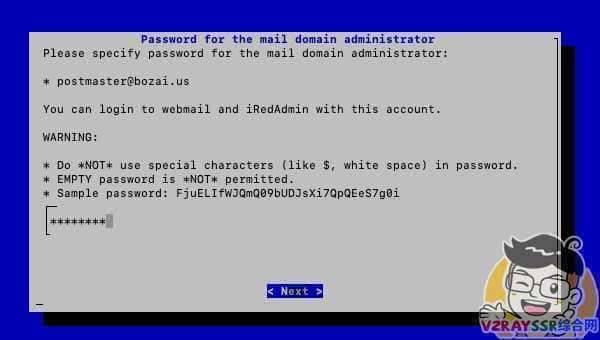 Password for the mail domain administrator
Please specify password for the mail domain administrator:
* postmaster@bozai.us
You can login to webmail and iRedAdmin with this account.
WARNING:
* Do *NOT* use special characters (like $, white space) in password.
* EMPTY password is *NOT* permitted.
* Sample password: FjuELIfWJQmQ09bUDJsXi7QpQEeS7g0i
********
< Next >
V2RAYSSR综合网